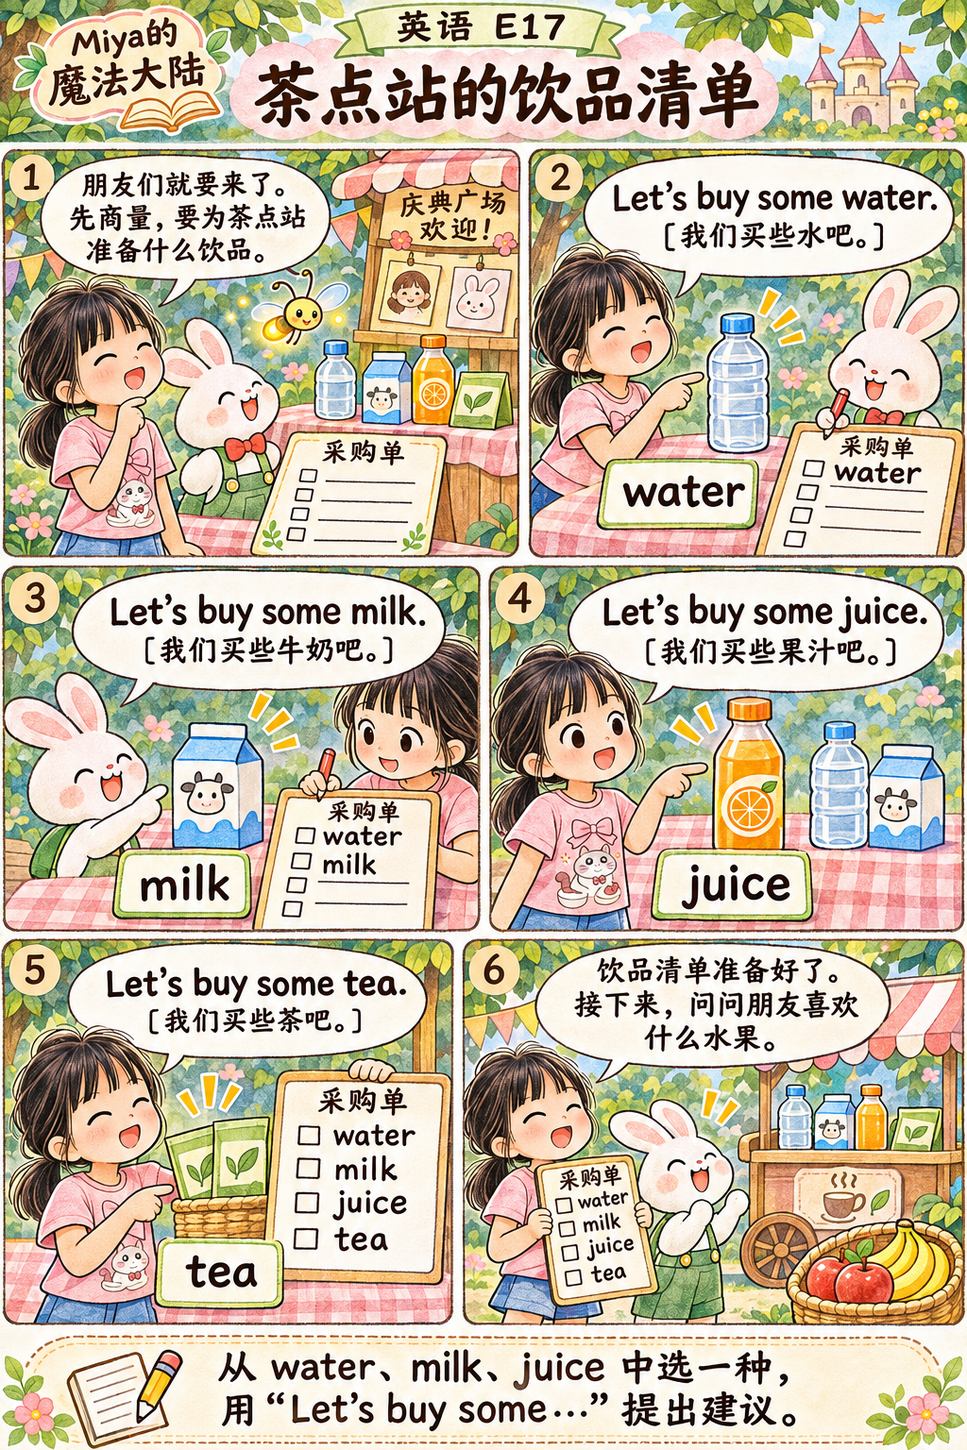 Miya的
魔法大陆
英语 E17
茶点站的饮品清单
1
朋友们就要来了。
先商量，要为茶点站
准备什么饮品。
庆典广场
欢迎！
采购单
2
Let's buy some water.
[我们买些水吧。]
water
采购单
water
3
Let's buy some milk.
[我们买些牛奶吧。]
milk
采购单
water
milk
4
Let's buy some juice.
[我们买些果汁吧。]
juice
5
Let's buy some tea.
[我们买些茶吧。]
tea
采购单
water
milk
juice
tea
6
饮品清单准备好了。
接下来，问问朋友喜欢
什么水果。
采购单
water
milk
juice
tea
从 water、milk、juice 中选一种，
用“Let's buy some…”提出建议。